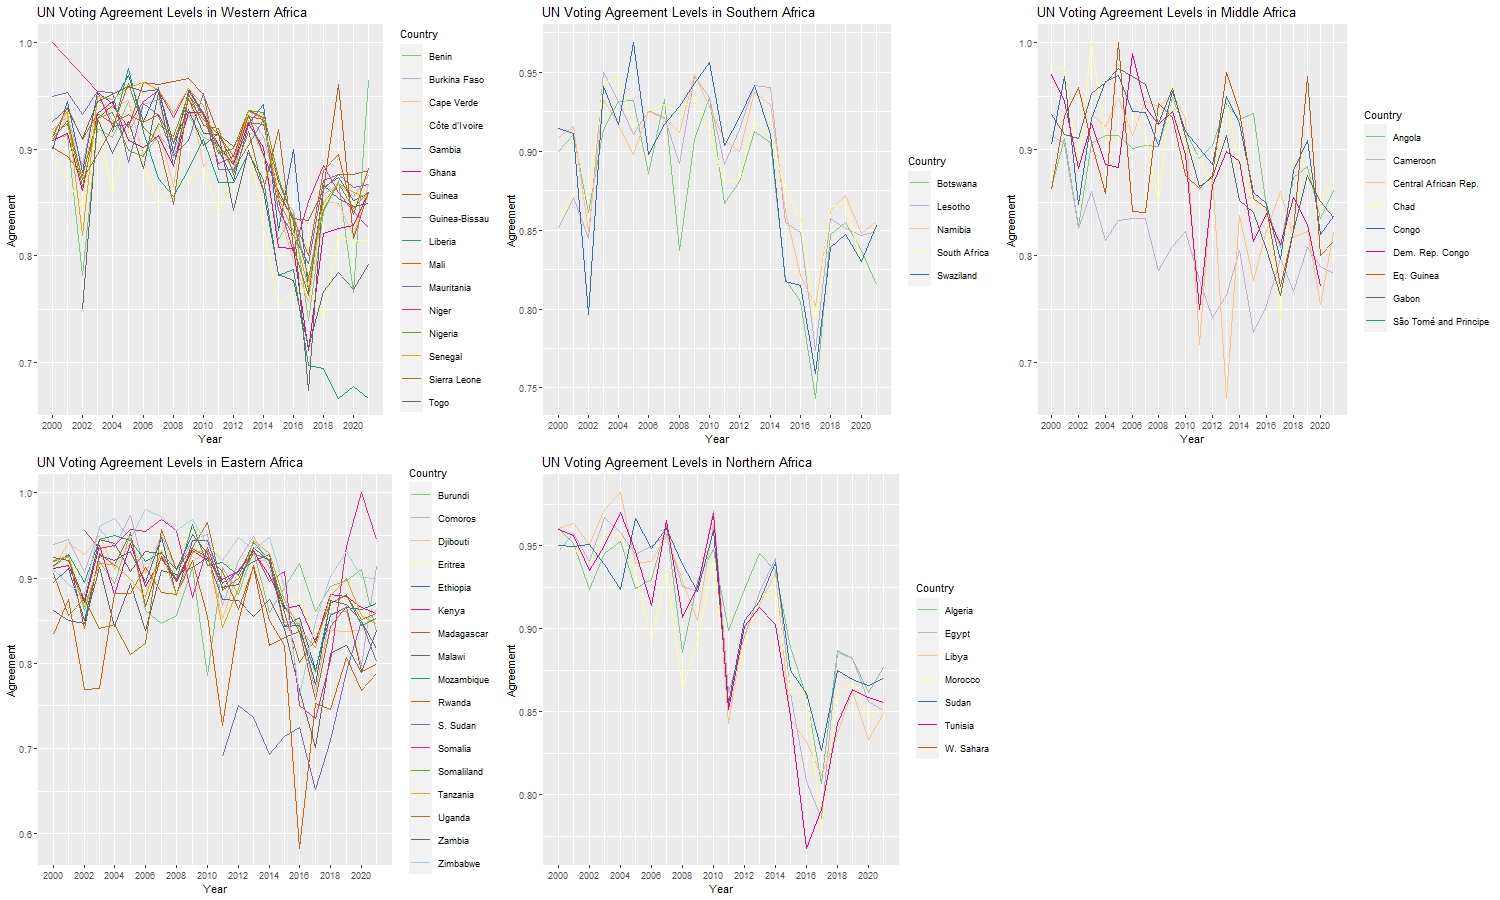 UN Voting Agreement Levels in Western Africa
Agreement
1.0
0.9
0.8
0.7
2000 2002 2004 2006 2008 2010 2012 2014 2016 2018 2020
Year
Country
Benin
Burkina Faso
Cape Verde
Côte d'Ivoire
Gambia
Ghana
Guinea
Guinea-Bissau
Liberia
Mali
Mauritania
Niger
Nigeria
Senegal
Sierra Leone
Togo
UN Voting Agreement Levels in Southern Africa
Agreement
0.95
0.90
0.85
0.80
0.75
2000 2002 2004 2006 2008 2010 2012 2014 2016 2018 2020
Year
Country
Botswana
Lesotho
Namibia
South Africa
Swaziland
UN Voting Agreement Levels in Middle Africa
Agreement
1.0
0.9
0.8
0.7
2000 2002 2004 2006 2008 2010 2012 2014 2016 2018 2020
Year
Country
Angola
Cameroon
Central African Rep.
Chad
Congo
Dem. Rep. Congo
Eq. Guinea
Gabon
São Tomé and Principe
UN Voting Agreement Levels in Eastern Africa
Agreement
1.0
0.9
0.8
0.7
0.6
2000 2002 2004 2006 2008 2010 2012 2014 2016 2018 2020
Year
Country
Burundi
Comoros
Djibouti
Eritrea
Ethiopia
Kenya
Madagascar
Malawi
Mozambique
Rwanda
S. Sudan
Somalia
Somaliland
Tanzania
Uganda
Zambia
Zimbabwe
UN Voting Agreement Levels in Northern Africa
Agreement
0.95
0.90
0.85
0.80
2000 2002 2004 2006 2008 2010 2012 2014 2016 2018 2020
Year
Country
Algeria
Egypt
Libya
Morocco
Sudan
Tunisia
W. Sahara